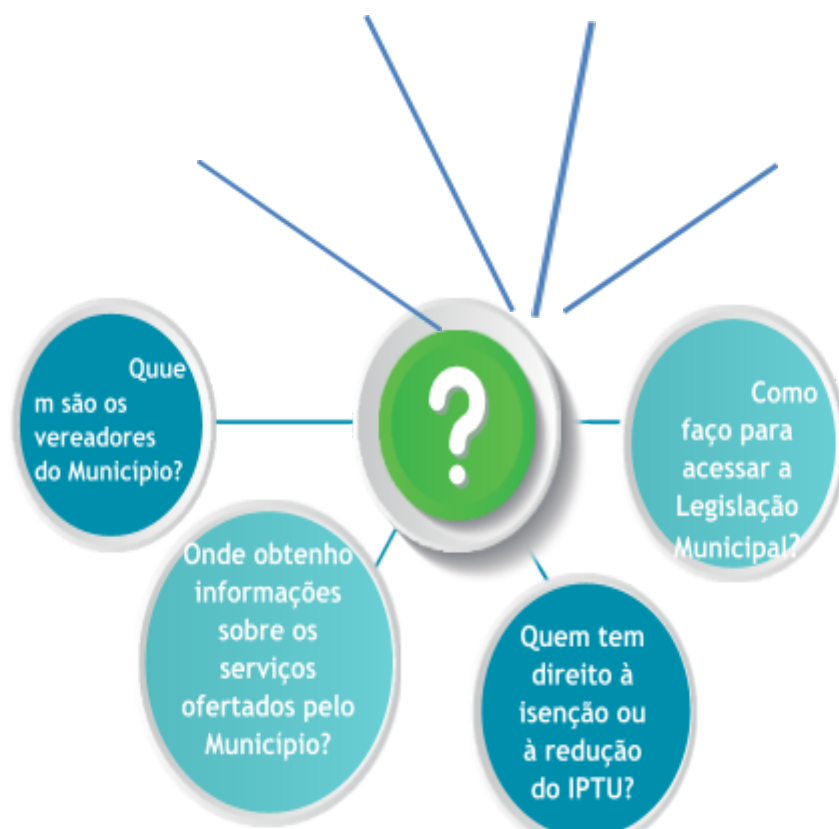 Quue
m são os
vereadores
do Município?
?
Como
faço para
acessar a
Legislação
Municipal?
Onde obtenho
informações
sobre os
serviços
ofertados pelo
Município?
Quem tem
direito à
isenção ou
à redução
do IPTU?